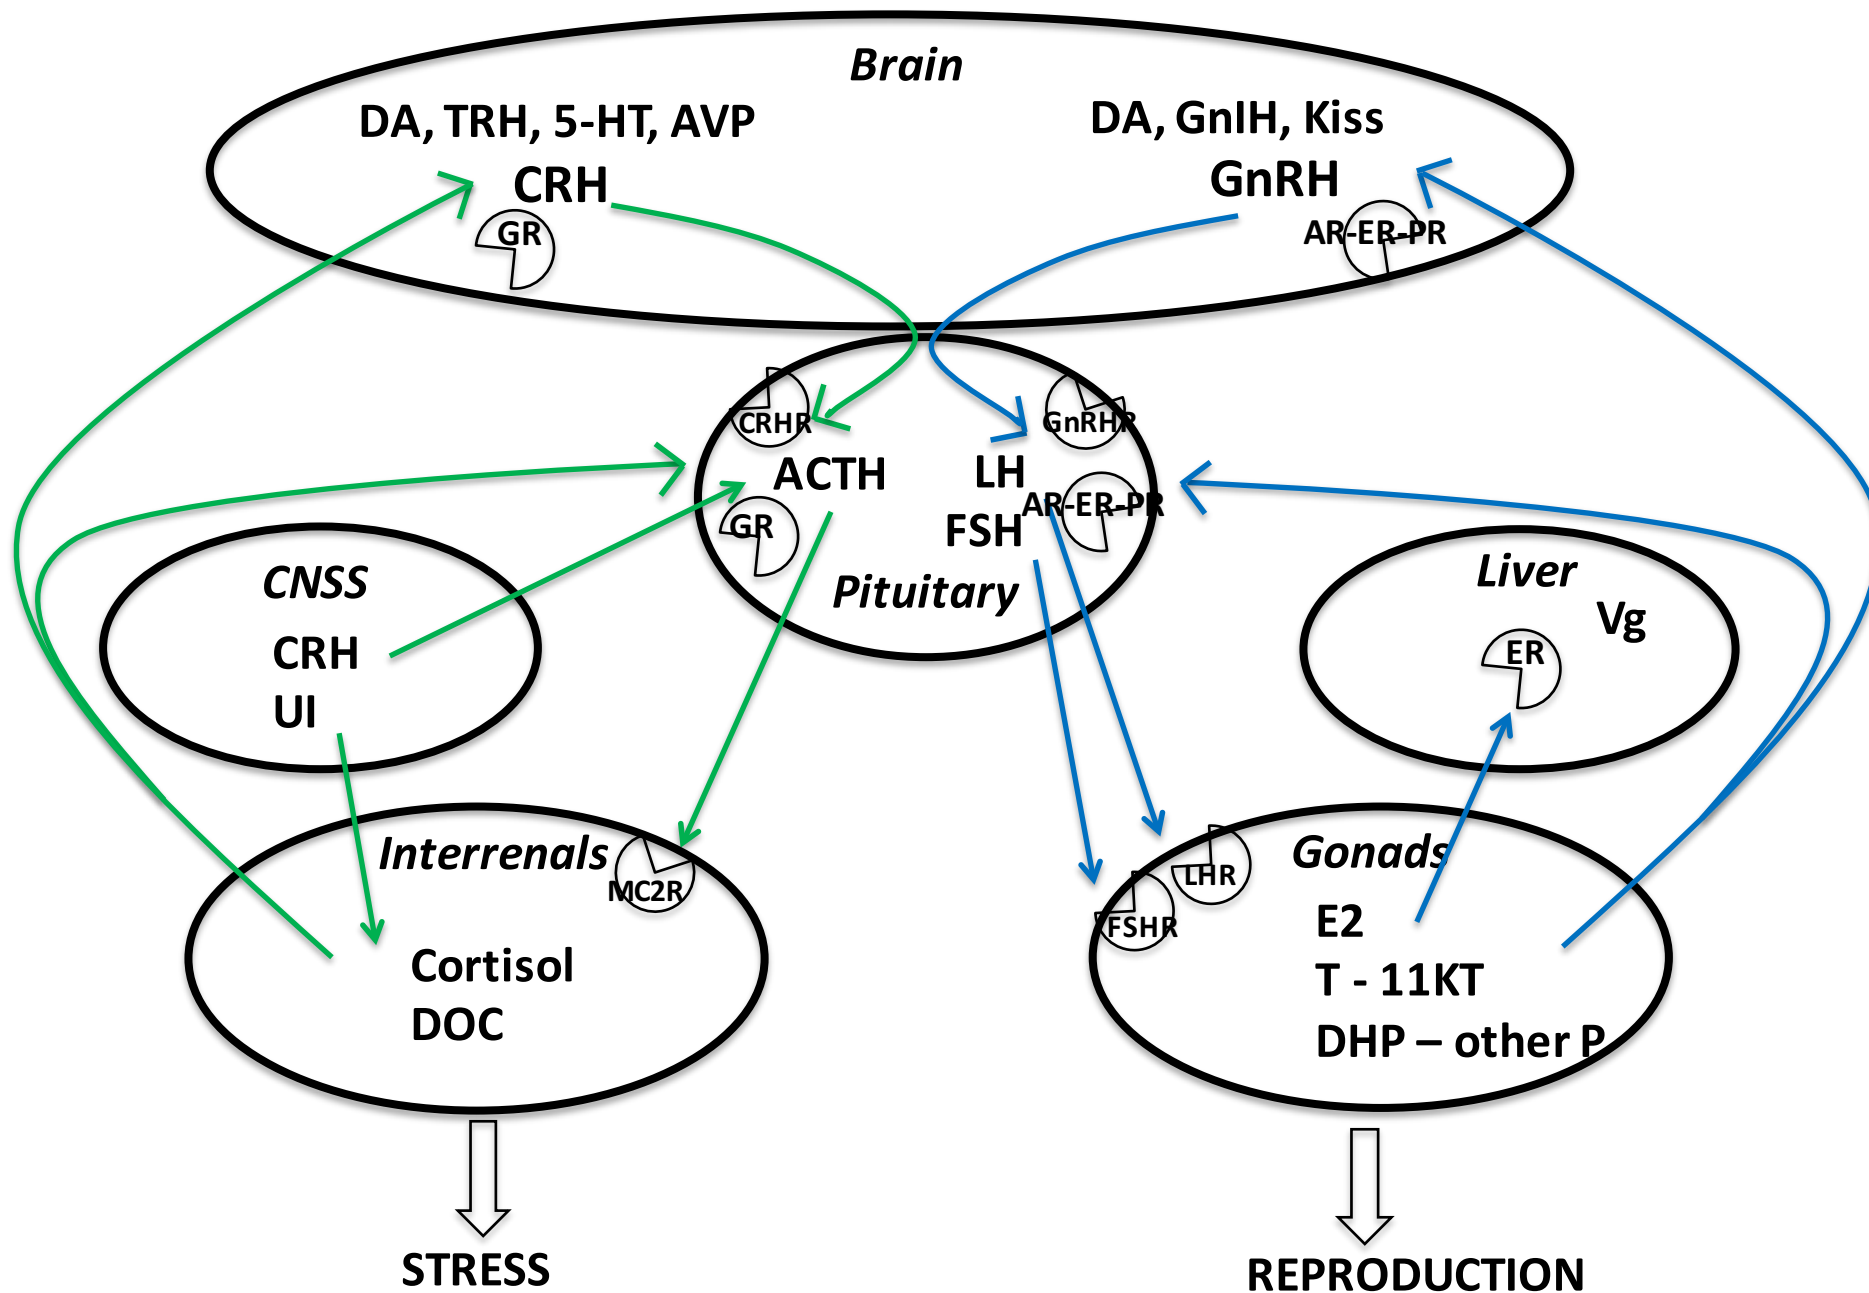 Brain
DA, TRH, 5-HT, AVP
CRH
GR
DA, GnIH, Kiss
GnRH
AR-ER-PR
CRHR
GnRHR
ACTH
GR
LH
FSH
AR-ER-PR
Pituitary
CNSS
CRH
UI
Liver
Vg
ER
Interrenals
MC2R
Cortisol
DOC
Gonads
LHR
FSHR
E2
T - 11KT
DHP – other P
STRESS
REPRODUCTION